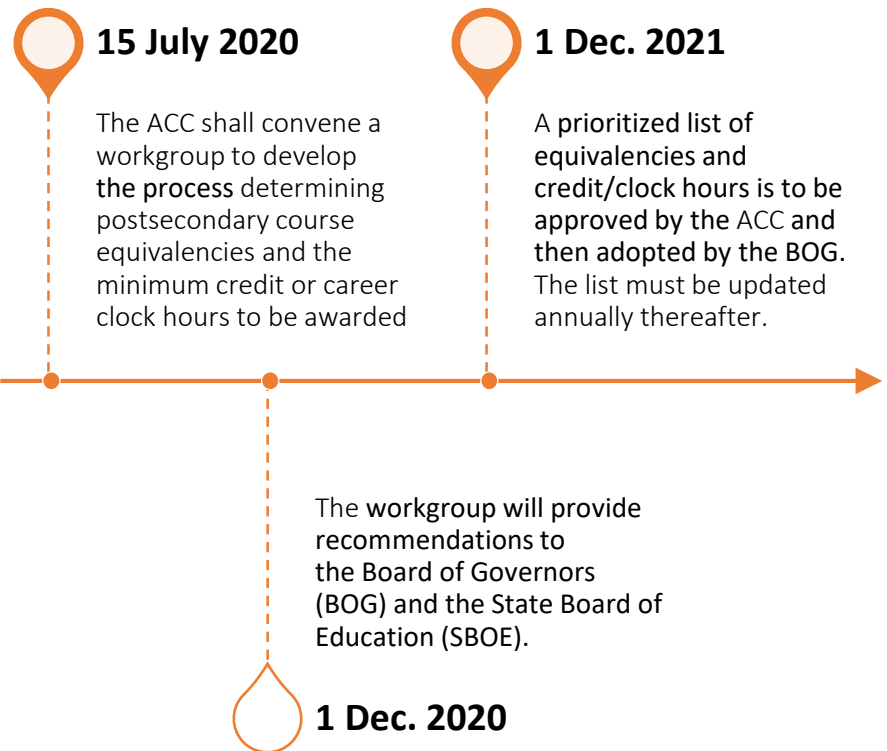 15 July 2020
The ACC shall convene a
workgroup to develop
the process determining
postsecondary course
equivalencies and the
minimum credit or career
clock hours to be awarded
1 Dec. 2021
A prioritized list of
equivalencies and
credit/clock hours is to be
approved by the ACC and
then adopted by the BOG.
The list must be updated
annually thereafter.
The workgroup will provide
recommendations to
the Board of Governors
(BOG) and the State Board of
Education (SBOE).
1 Dec. 2020